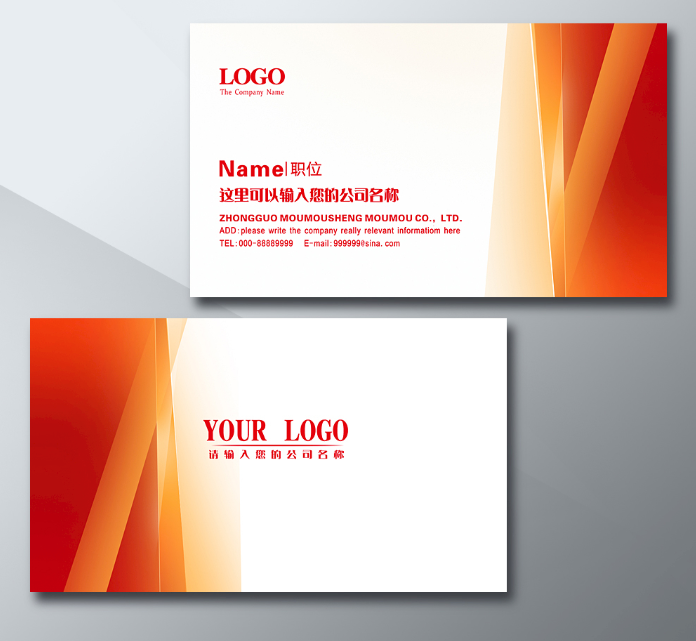 LOGO
The Company Name
Name|职位
这里可以输入您的公司名称
ZHONGGUO MOUMOUSHENG MOUMOU CO., LTD.
ADD:please write the company really relevant informatiom here
TEL:000-88889999 E-mail:999999@sina.com
YOUR LOGO
请输入您的公司名称